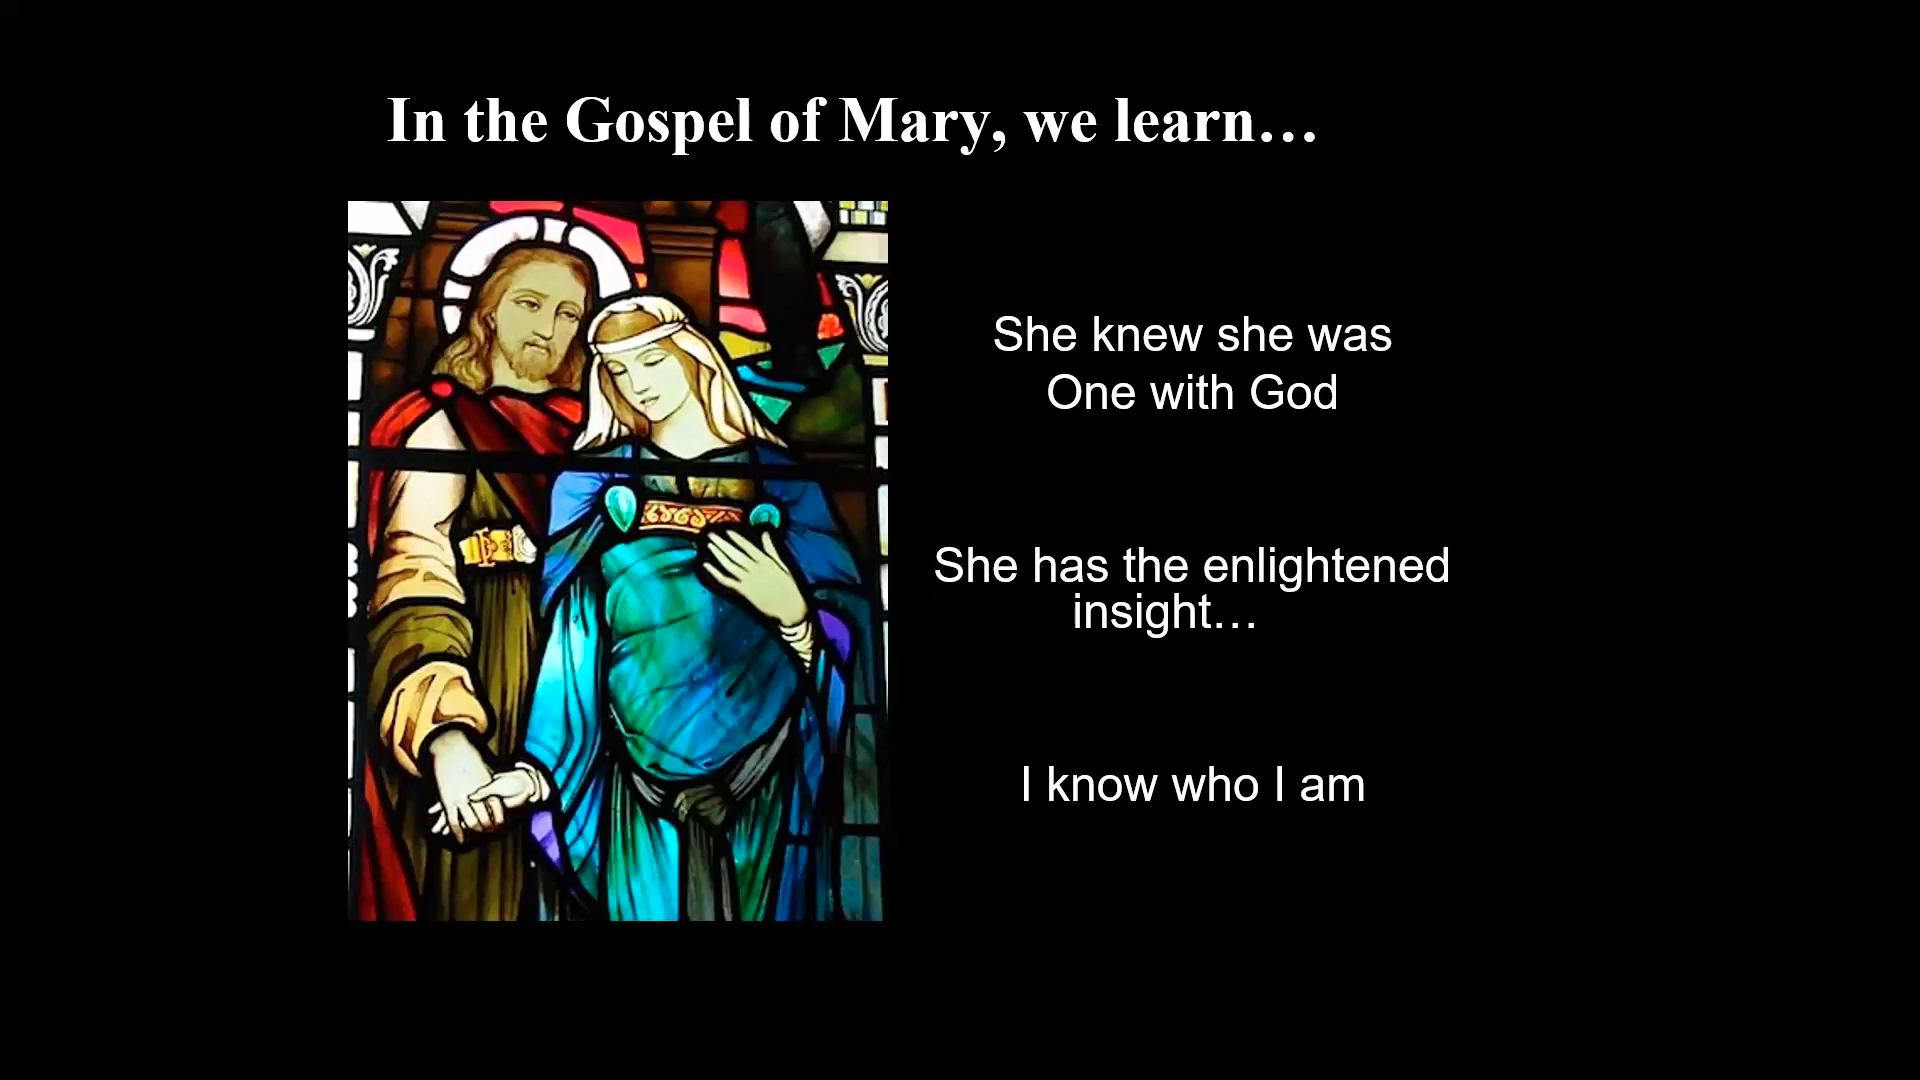 In the Gospel of Mary, we learn…
She knew she was
One with God
She has the enlightened
insight…
I know who I am